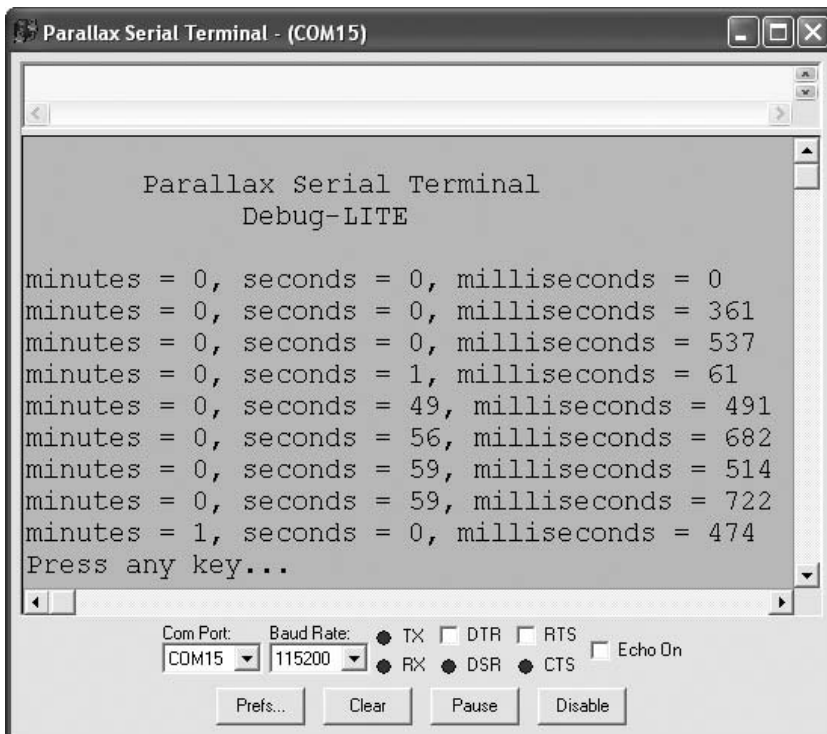 Parallax Serial Terminal - (COM15)
Parallax Serial Terminal
Debug-LITE
minutes = 0, seconds = 0, milliseconds = 0
minutes = 0, seconds = 0, milliseconds = 361
minutes = 0, seconds = 0, milliseconds = 537
minutes = 0, seconds = 1, milliseconds = 61
minutes = 0, seconds = 49, milliseconds = 491
minutes = 0, seconds = 56, milliseconds = 682
minutes = 0, seconds = 59, milliseconds = 514
minutes = 0, seconds = 59, milliseconds = 722
minutes = 1, seconds = 0, milliseconds = 474
Press any key...
Com Port: Baud Rate: TX DTR RTS
COM15 115200 RX DSR CTS Echo On
Prefs... Clear Pause Disable